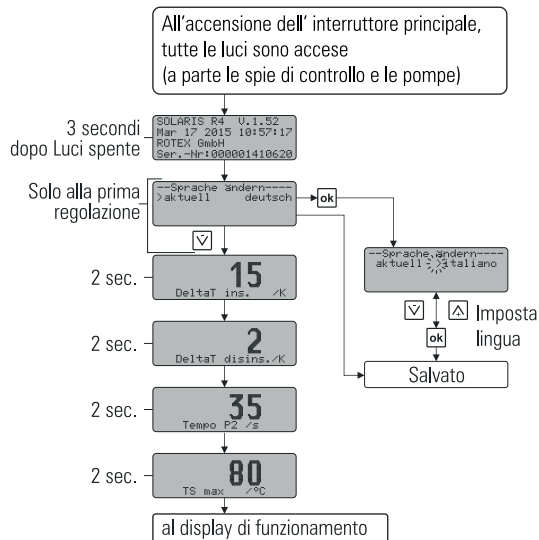 All'accensione dell' interruttore principale,
tutte le luci sono accese
(a parte le spie di controllo e le pompe)
3 secondi
dopo Luci spente
SOLARIS R4 V.1.52
Mar 17 2015 10:57:17
ROTEX GmbH
Ser.-Nr:000001410620
Solo alla prima
regolazione
--Sprache ändern----
>aktuell deutsch
ok
--Sprache ändern----
aktuell >italiano
Imposta
lingua
ok
Salvato
2 sec.
15
DeltaT ins. /K
2 sec.
2
DeltaT disins./K
2 sec.
35
Tempo P2 /s
2 sec.
80
TS max /°C
al display di funzionamento